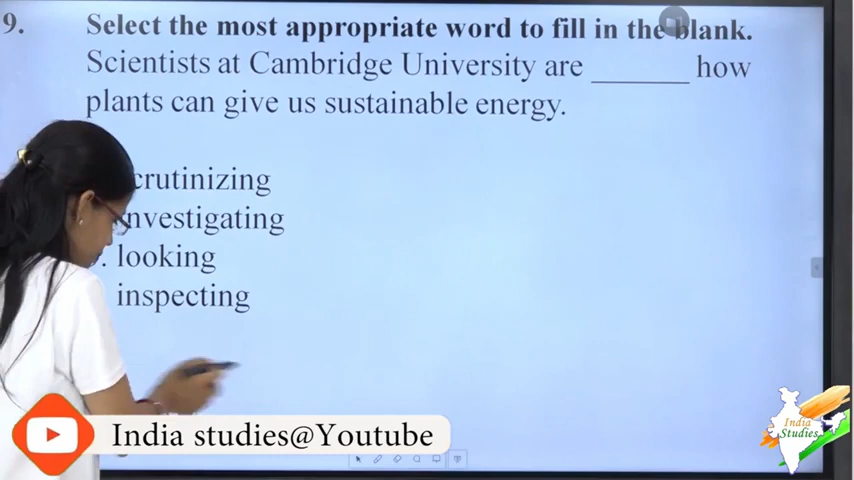 9. Select the most appropriate word to fill in the blank.
Scientists at Cambridge University are ________ how
plants can give us sustainable energy.
crutinizing
nvestigating
. looking
inspecting
India studies@Youtube
India
Studies